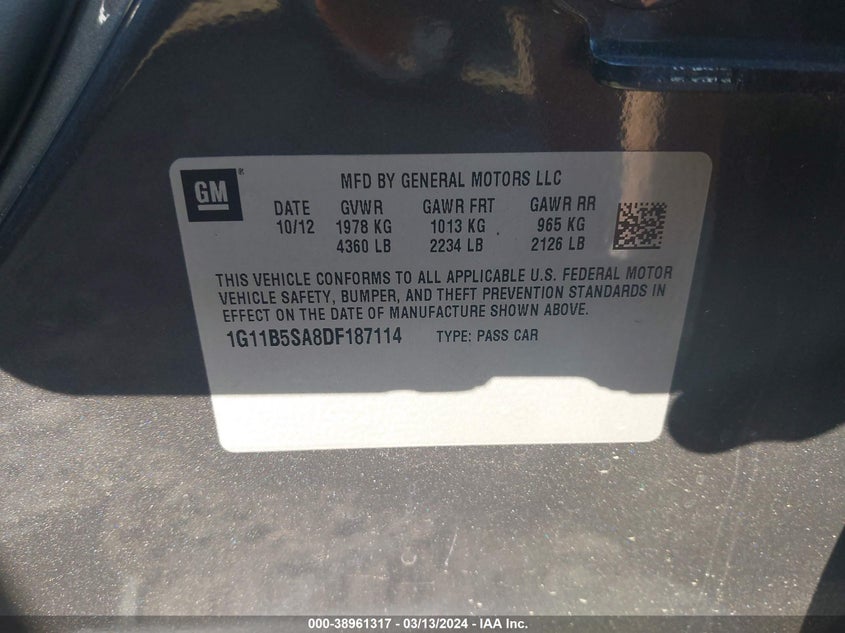 GM®
MFD BY GENERAL MOTORS LLC
DATE GVWR GAWR FRT GAWR RR
10/12 1978 KG 1013 KG 965 KG
4360 LB 2234 LB 2126 LB
THIS VEHICLE CONFORMS TO ALL APPLICABLE U.S. FEDERAL MOTOR
VEHICLE SAFETY, BUMPER, AND THEFT PREVENTION STANDARDS IN
EFFECT ON THE DATE OF MANUFACTURE SHOWN ABOVE.
1G11B5SA8DF187114 TYPE: PASS CAR
000-38961317 - 03/13/2024 - IAA Inc.